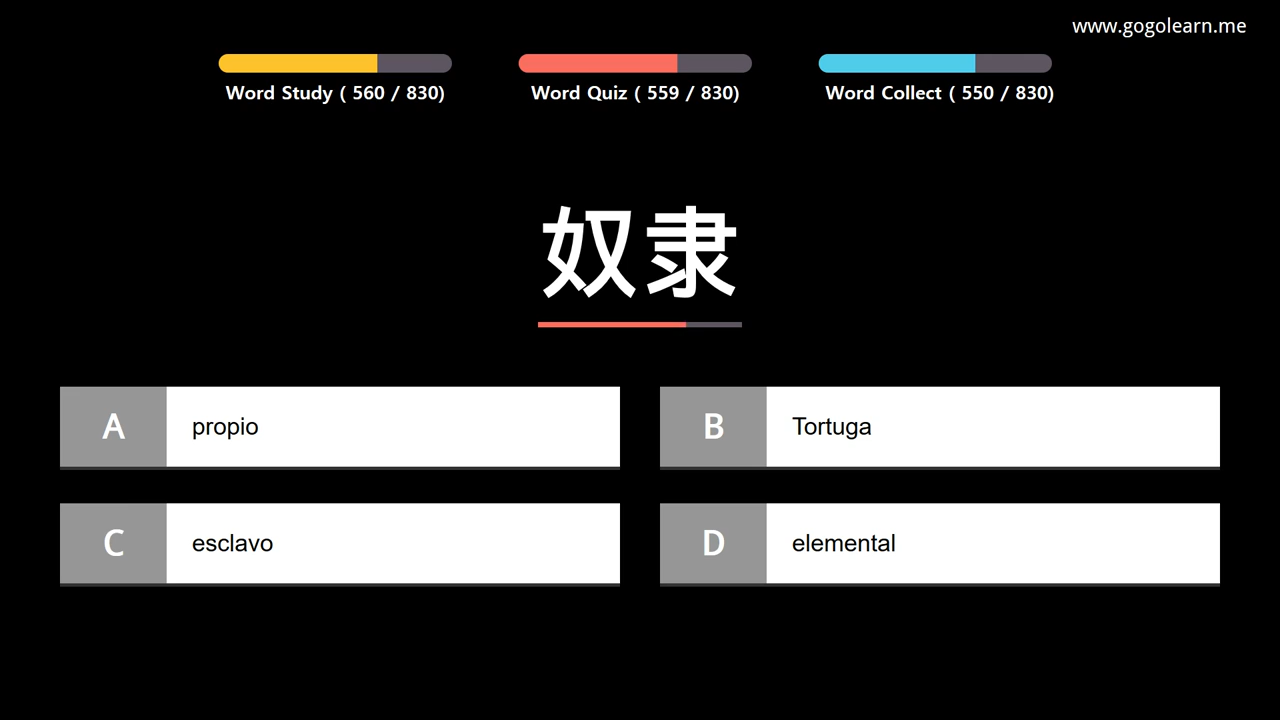 www.gogolearn.me
Word Study ( 560 / 830)
Word Quiz ( 559 / 830)
Word Collect ( 550 / 830)
奴隶
A propio
B Tortuga
C esclavo
D elemental